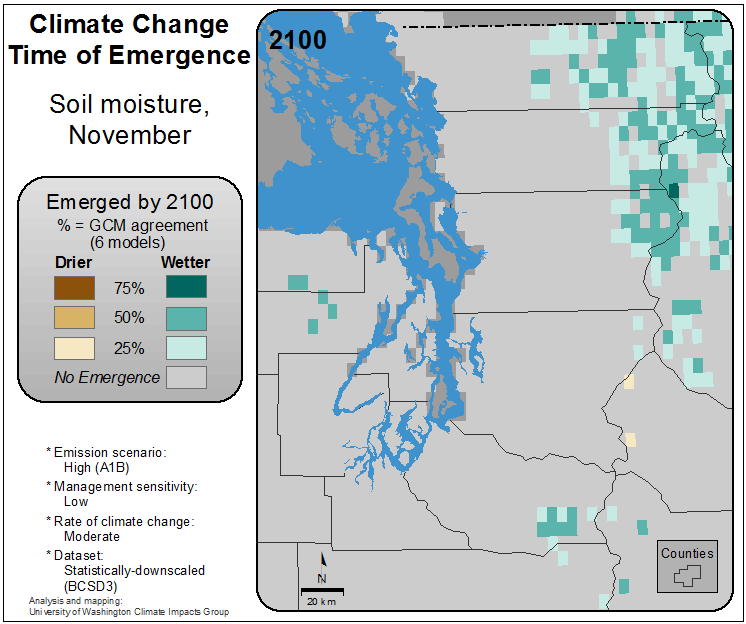 Climate Change
Time of Emergence
Soil moisture,
November
Emerged by 2100
% = GCM agreement
(6 models)
Drier Wetter
75%
50%
25%
No Emergence
* Emission scenario:
High (A1B)
* Management sensitivity:
Low
* Rate of climate change:
Moderate
* Dataset:
Statistically-downscaled
(BCSD3)
Analysis and mapping:
University of Washington Climate Impacts Group
2100
N
20 km
Counties